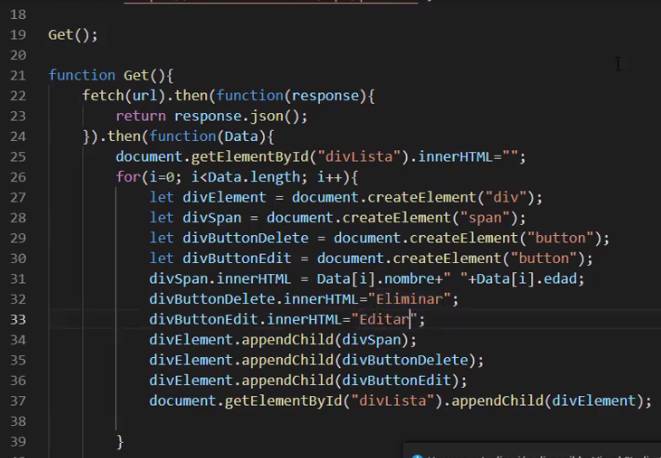 18
19 Get();
20
21 function Get(){
22 fetch(url).then(function(response){
23 return response.json();
24 }).then(function(Data){
25 document.getElementById("divLista").innerHTML="";
26 for(i=0; i<Data.length; i++){
27 let divElement = document.createElement("div");
28 let divSpan = document.createElement("span");
29 let divButtonDelete = document.createElement("button");
30 let divButtonEdit = document.createElement("button");
31 divSpan.innerHTML = Data[i].nombre+" "+Data[i].edad;
32 divButtonDelete.innerHTML="Eliminar";
33 divButtonEdit.innerHTML="Editar";
34 divElement.appendChild(divSpan);
35 divElement.appendChild(divButtonDelete);
36 divElement.appendChild(divButtonEdit);
37 document.getElementById("divLista").appendChild(divElement);
38
39 }